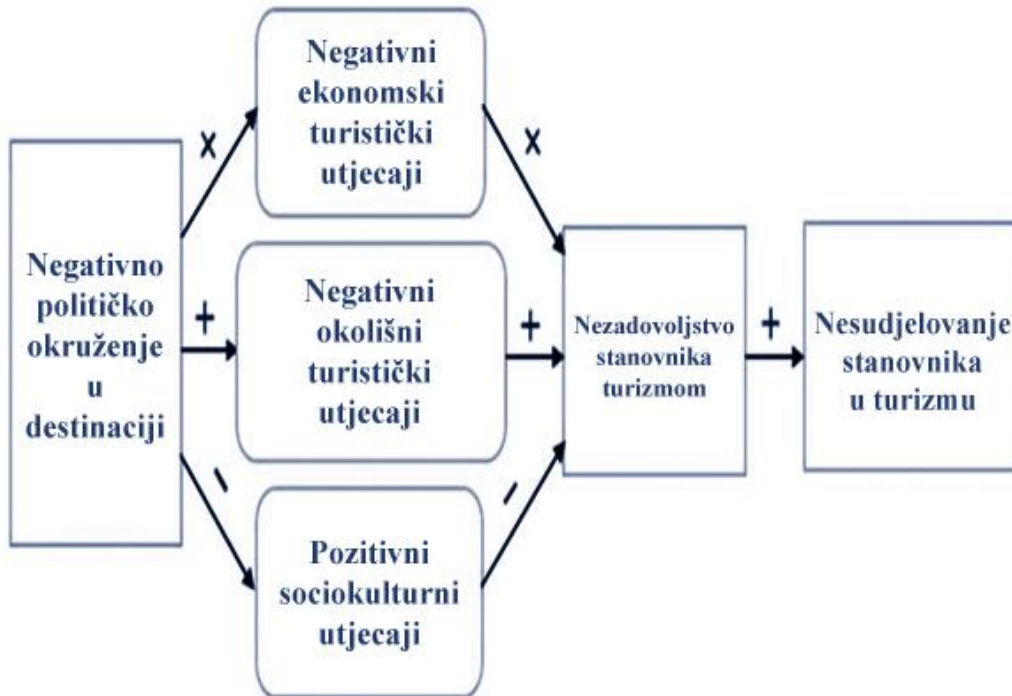 Negativno
političko
okruženje
u
destinaciji
x
+
-
Negativni
ekonomski
turistički
utjecaji
Negativni
okolišni
turistički
utjecaji
Pozitivni
sociokulturni
utjecaji
x
+
-
Nezadovoljstvo
stanovnika
turizmom
+
Nesudjelovanje
stanovnika
u turizmu